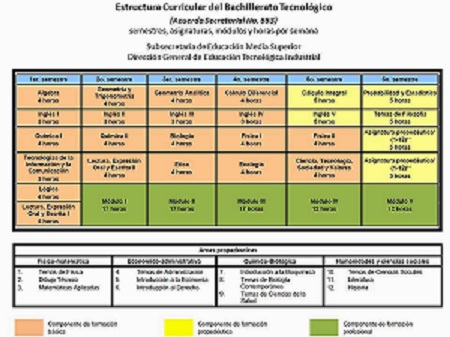 Estructura Curricular del Bachillerato Tecnológico
(Acuerdo Secretarial No. 653)
semestres, asignaturas, módulos y horas por semana
Subsecretaría de Educación Media Superior
Dirección General de Educación Tecnológica Industrial
1er. semestre 2o. semestre 3er. semestre 4o. semestre 5o. semestre 6o. semestre
Álgebra
4 horas
Geometría y Trigonometría
4 horas
Geometría Analítica
4 horas
Cálculo Diferencial
4 horas
Cálculo Integral
5 horas
Probabilidad y Estadística
5 horas
Inglés I
3 horas
Inglés II
3 horas
Inglés III
3 horas
Inglés IV
3 horas
Inglés V
5 horas
Temas de Filosofía
5 horas
Química I
4 horas
Química II
4 horas
Biología
4 horas
Física I
4 horas
Física II
4 horas
Asignatura propedéutica*
(1-12)**
5 horas
Tecnologías de la
Información y la
Comunicación
3 horas
Lectura, Expresión
Oral y Escrita II
4 horas
Ética
4 horas
Ecología
4 horas
Ciencia, Tecnología,
Sociedad y Valores
4 horas
Asignatura propedéutica*
(1-12)**
5 horas
Lógica
4 horas
Lectura, Expresión
Oral y Escrita I
4 horas
Módulo I
17 horas
Módulo II
17 horas
Módulo III
17 horas
Módulo IV
12 horas
Módulo V
12 horas
Áreas propedéuticas
Físico-matemática Económico-administrativa Químico-Biológica Humanidades y ciencias sociales
1. Temas de Física
2. Dibujo Técnico
3. Matemáticas Aplicadas
4. Temas de Administración
5. Introducción a la Economía
6. Introducción al Derecho
7. Introducción a la Bioquímica
8. Temas de Biología
Contemporánea
9. Temas de Ciencias de la
Salud
10. Temas de Ciencias Sociales
11. Literatura
12. Historia
Componente de formación
básica
Componente de formación
propedéutica
Componente de formación
profesional